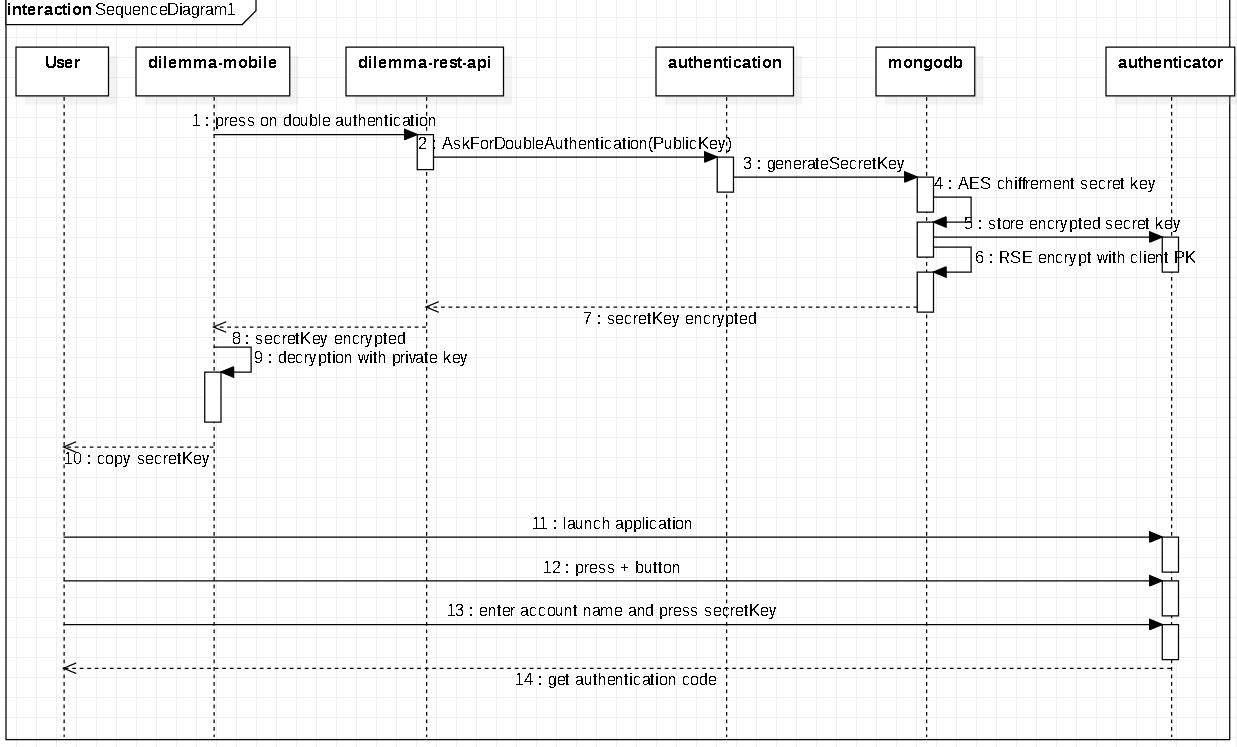 interaction SequenceDiagram1
User
dilemma-mobile
dilemma-rest-api
authentication
mongodb
authenticator
1 : press on double authentication
2 : AskForDoubleAuthentication(PublicKey)
3 : generateSecretKey
4 : AES chiffrement secret key
5 : store encrypted secret key
6 : RSE encrypt with client PK
7 : secretKey encrypted
8 : secretKey encrypted
9 : decryption with private key
10 : copy secretKey
11 : launch application
12 : press + button
13 : enter account name and press secretKey
14 : get authentication code